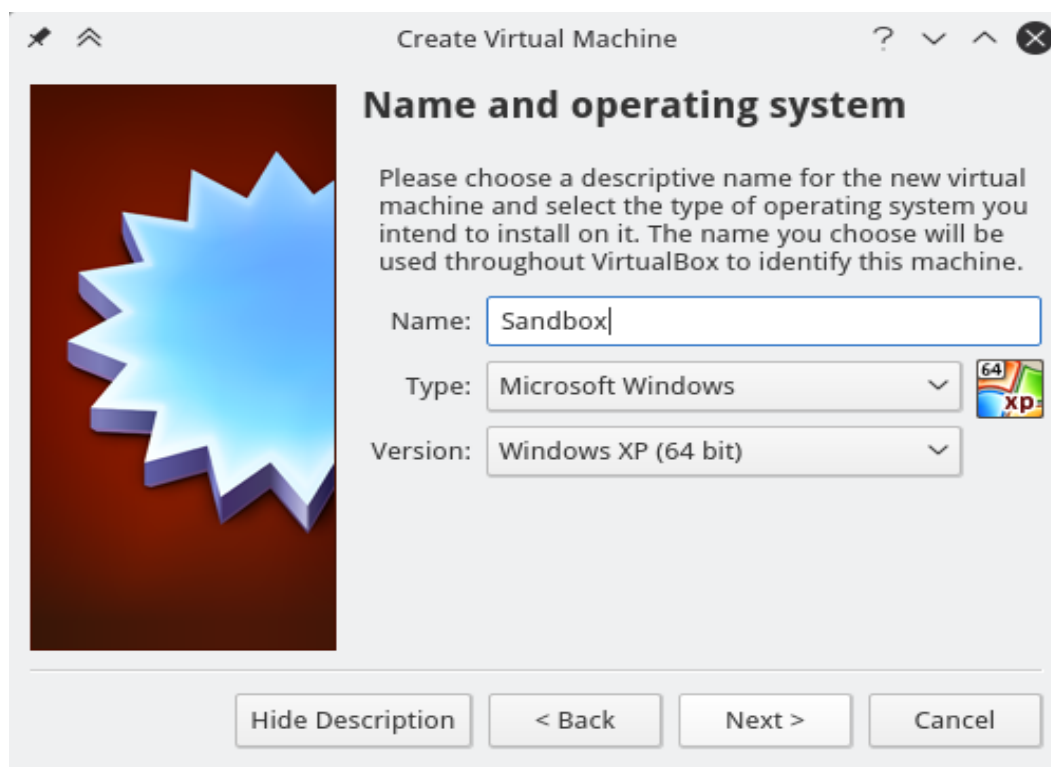 Create Virtual Machine
Name and operating system
Please choose a descriptive name for the new virtual
machine and select the type of operating system you
intend to install on it. The name you choose will be
used throughout VirtualBox to identify this machine.
Name: Sandbox
Type: Microsoft Windows
64
xp
Version: Windows XP (64 bit)
Hide Description < Back Next > Cancel